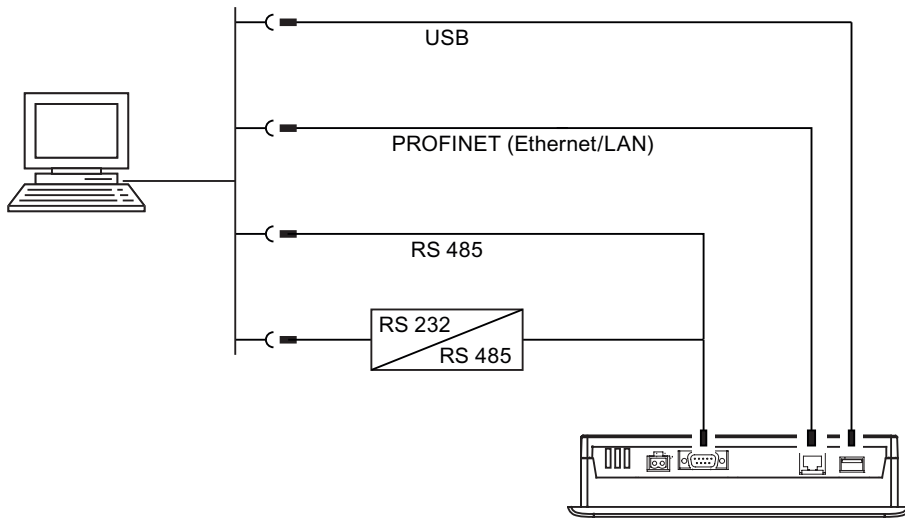 USB
PROFINET (Ethernet/LAN)
RS 485
RS 232
RS 485